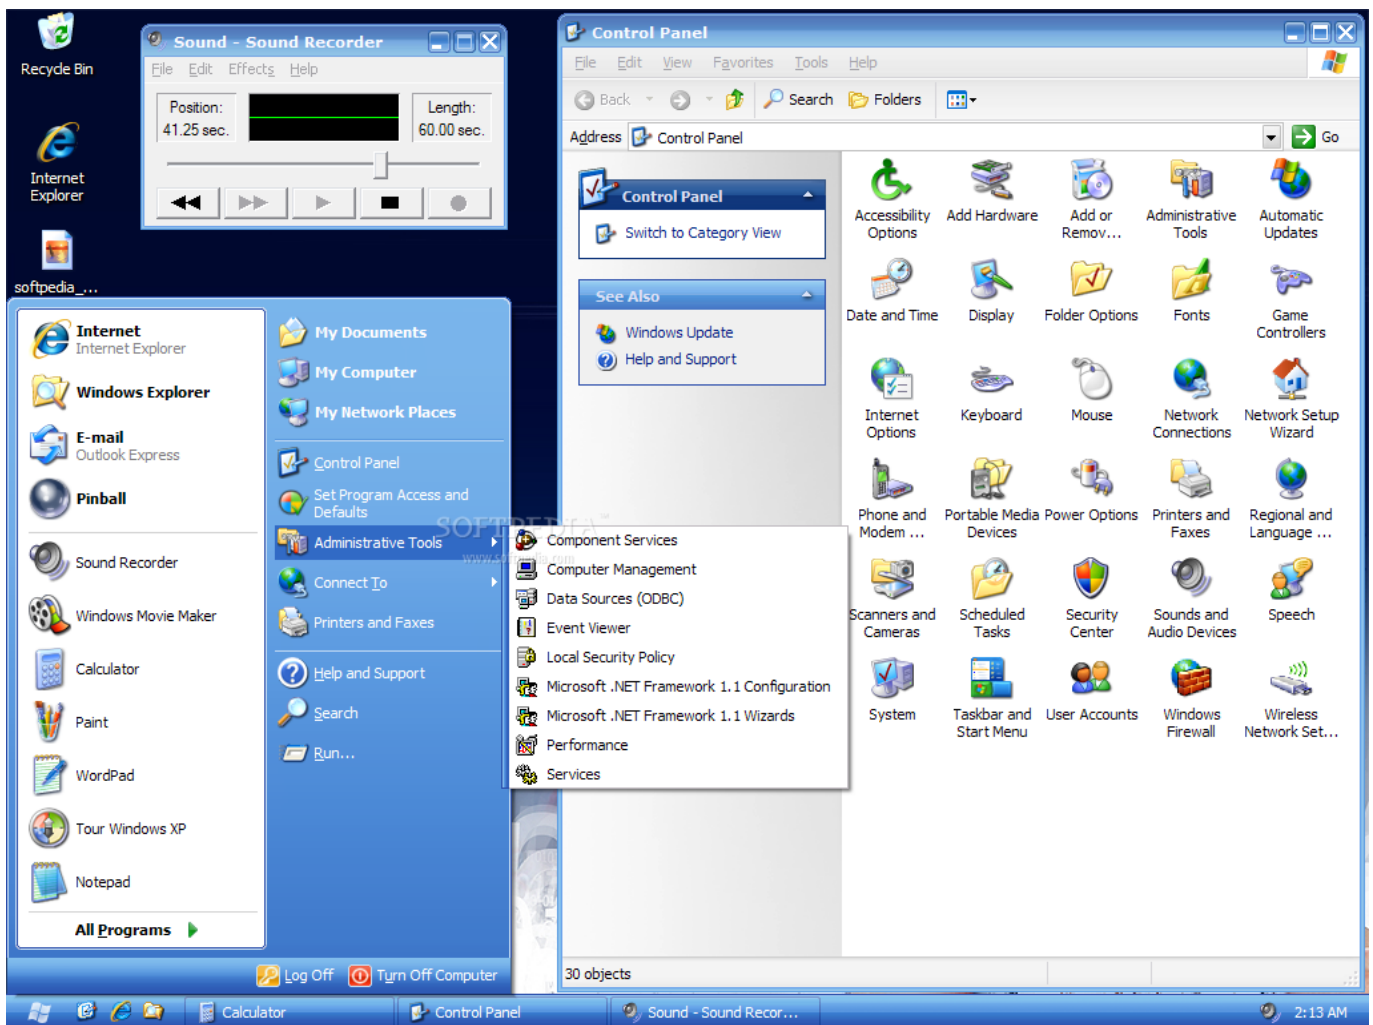 Recycle Bin
Internet
Explorer
softpedia_...
Sound - Sound Recorder
File Edit Effects Help
Position:
41.25 sec.
Length:
60.00 sec.
Control Panel
File Edit View Favorites Tools Help
Back Search Folders
Address Control Panel Go
Control Panel
Switch to Category View
See Also
Windows Update
Help and Support
Accessibility
Options
Add Hardware
Add or
Remov...
Administrative
Tools
Automatic
Updates
Date and Time
Display
Folder Options
Fonts
Game
Controllers
Internet
Options
Keyboard
Mouse
Network
Connections
Network Setup
Wizard
Phone and
Modem ...
Portable Media
Devices
Power Options
Printers and
Faxes
Regional and
Language ...
Scanners and
Cameras
Scheduled
Tasks
Security
Center
Sounds and
Audio Devices
Speech
System
Taskbar and
Start Menu
User Accounts
Windows
Firewall
Wireless
Network Set...
30 objects
Internet
Internet Explorer
Windows Explorer
E-mail
Outlook Express
Pinball
Sound Recorder
Windows Movie Maker
Calculator
Paint
WordPad
Tour Windows XP
Notepad
All Programs
My Documents
My Computer
My Network Places
Control Panel
Set Program Access and
Defaults
Administrative Tools
Connect To
Printers and Faxes
Help and Support
Search
Run...
SOFTPEDIA
www.softpedia.com
Component Services
Computer Management
Data Sources (ODBC)
Event Viewer
Local Security Policy
Microsoft .NET Framework 1.1 Configuration
Microsoft .NET Framework 1.1 Wizards
Performance
Services
Log Off Turn Off Computer
Calculator
Control Panel
Sound - Sound Recor...
2:13 AM